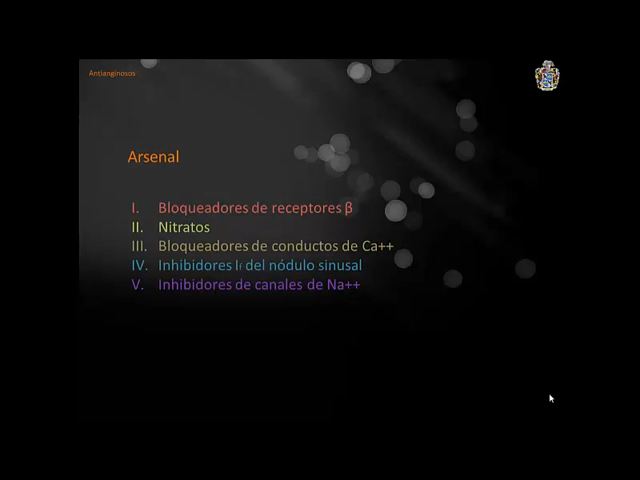 Antianginosos
Arsenal
I. Bloqueadores de receptores β
II. Nitratos
III. Bloqueadores de conductos de Ca++
IV. Inhibidores If del nódulo sinusal
V. Inhibidores de canales de Na++